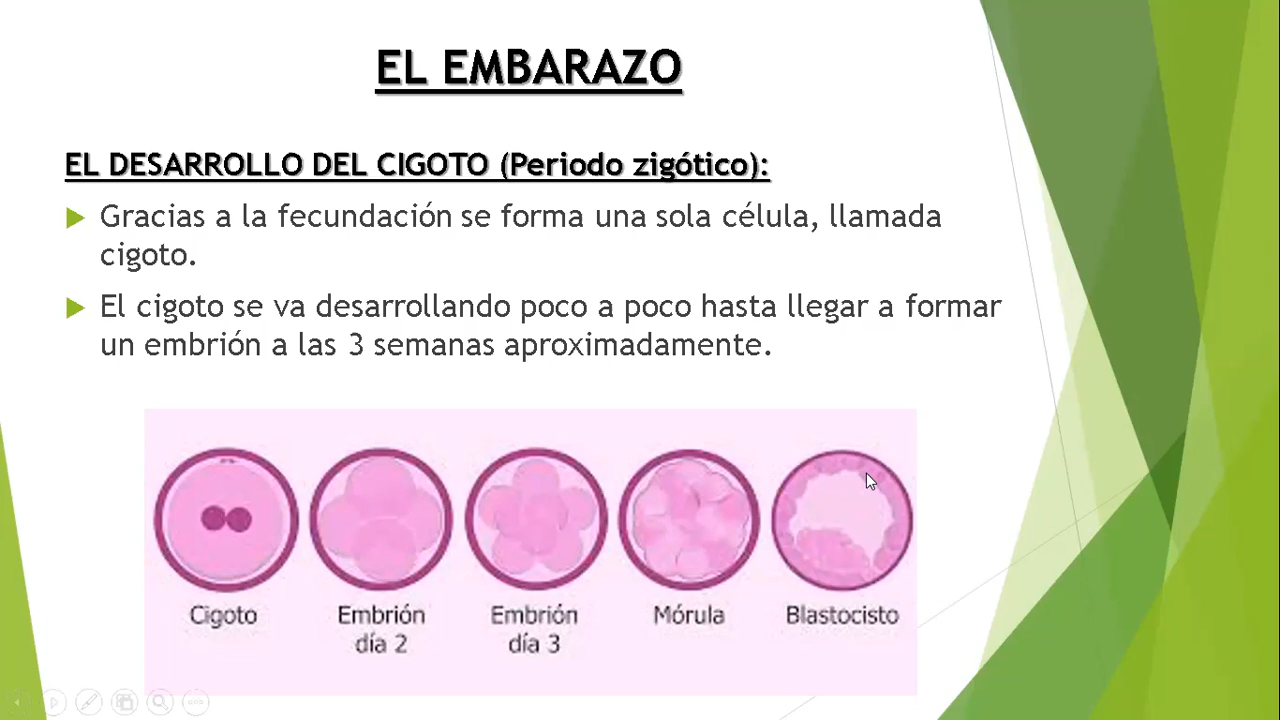 EL EMBARAZO
EL DESARROLLO DEL CIGOTO (Periodo zigótico):
Gracias a la fecundación se forma una sola célula, llamada
cigoto.
El cigoto se va desarrollando poco a poco hasta llegar a formar
un embrión a las 3 semanas aproximadamente.
Cigoto
Embrión
día 2
Embrión
día 3
Mórula
Blastocisto